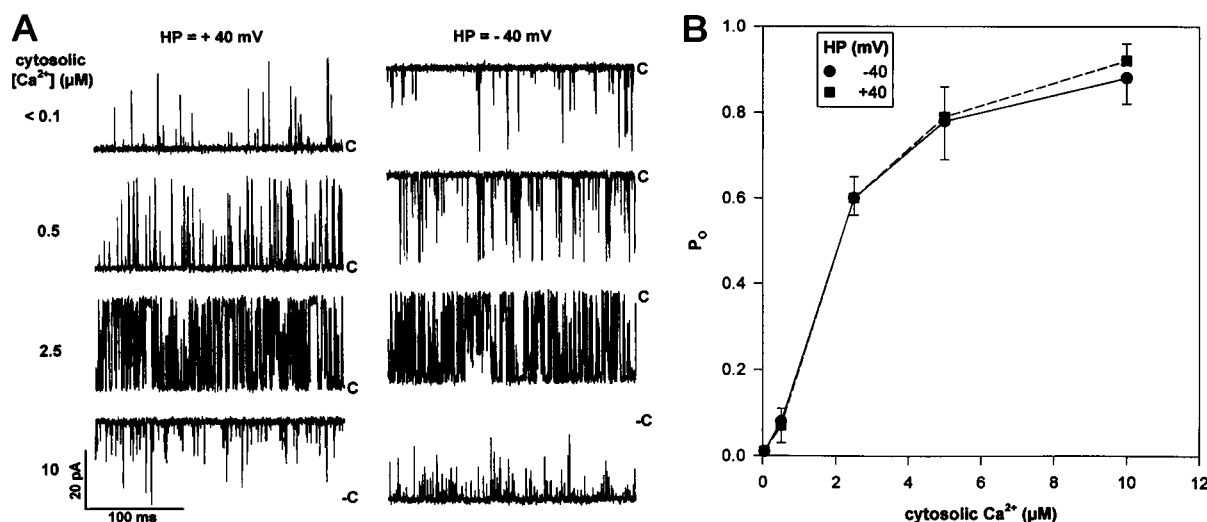 A
HP = + 40 mV
HP = - 40 mV
cytosolic
[Ca²⁺] (µM)
< 0.1
C
C
0.5
C
C
2.5
C
C
10
-C
-C
20 pA
100 ms
B
HP (mV)
-40
+40
1.0
0.8
0.6
0.4
0.2
0.0
Pₒ
0
2
4
6
8
10
12
cytosolic Ca²⁺ (µM)